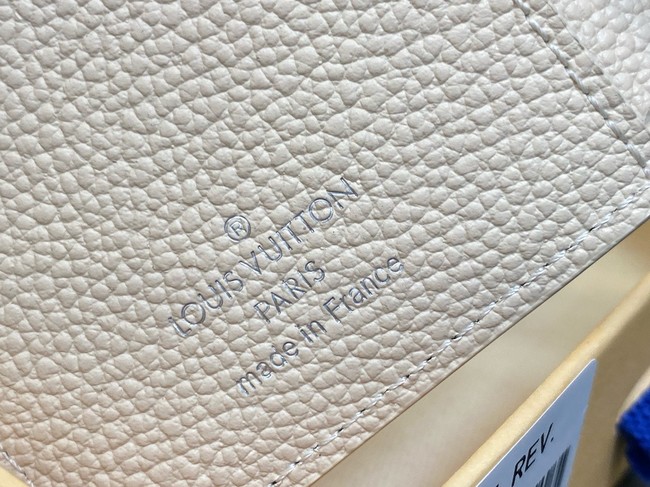 ®
LOUIS VUITTON
PARIS
made in France
REV.